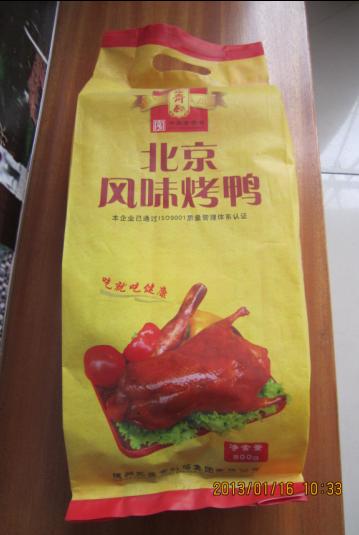 北京
风味烤鸭
本企业已通过ISO9001质量管理体系认证
吃就吃健康
净含量
800g
2013/01/16 10:33